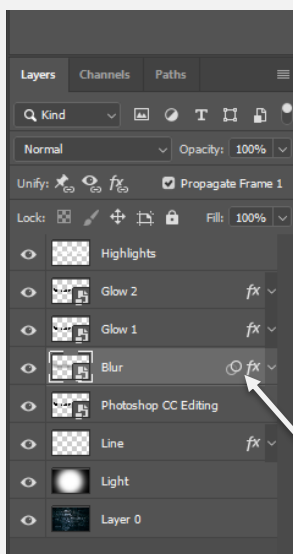 Layers Channels Paths
Kind T
Normal Opacity: 100%
Unify: fx Propagate Frame 1
Lock: Fill: 100%
Highlights
Glow 2 fx
Glow 1 fx
Blur fx
Photoshop CC Editing
Line fx
Light
Layer 0